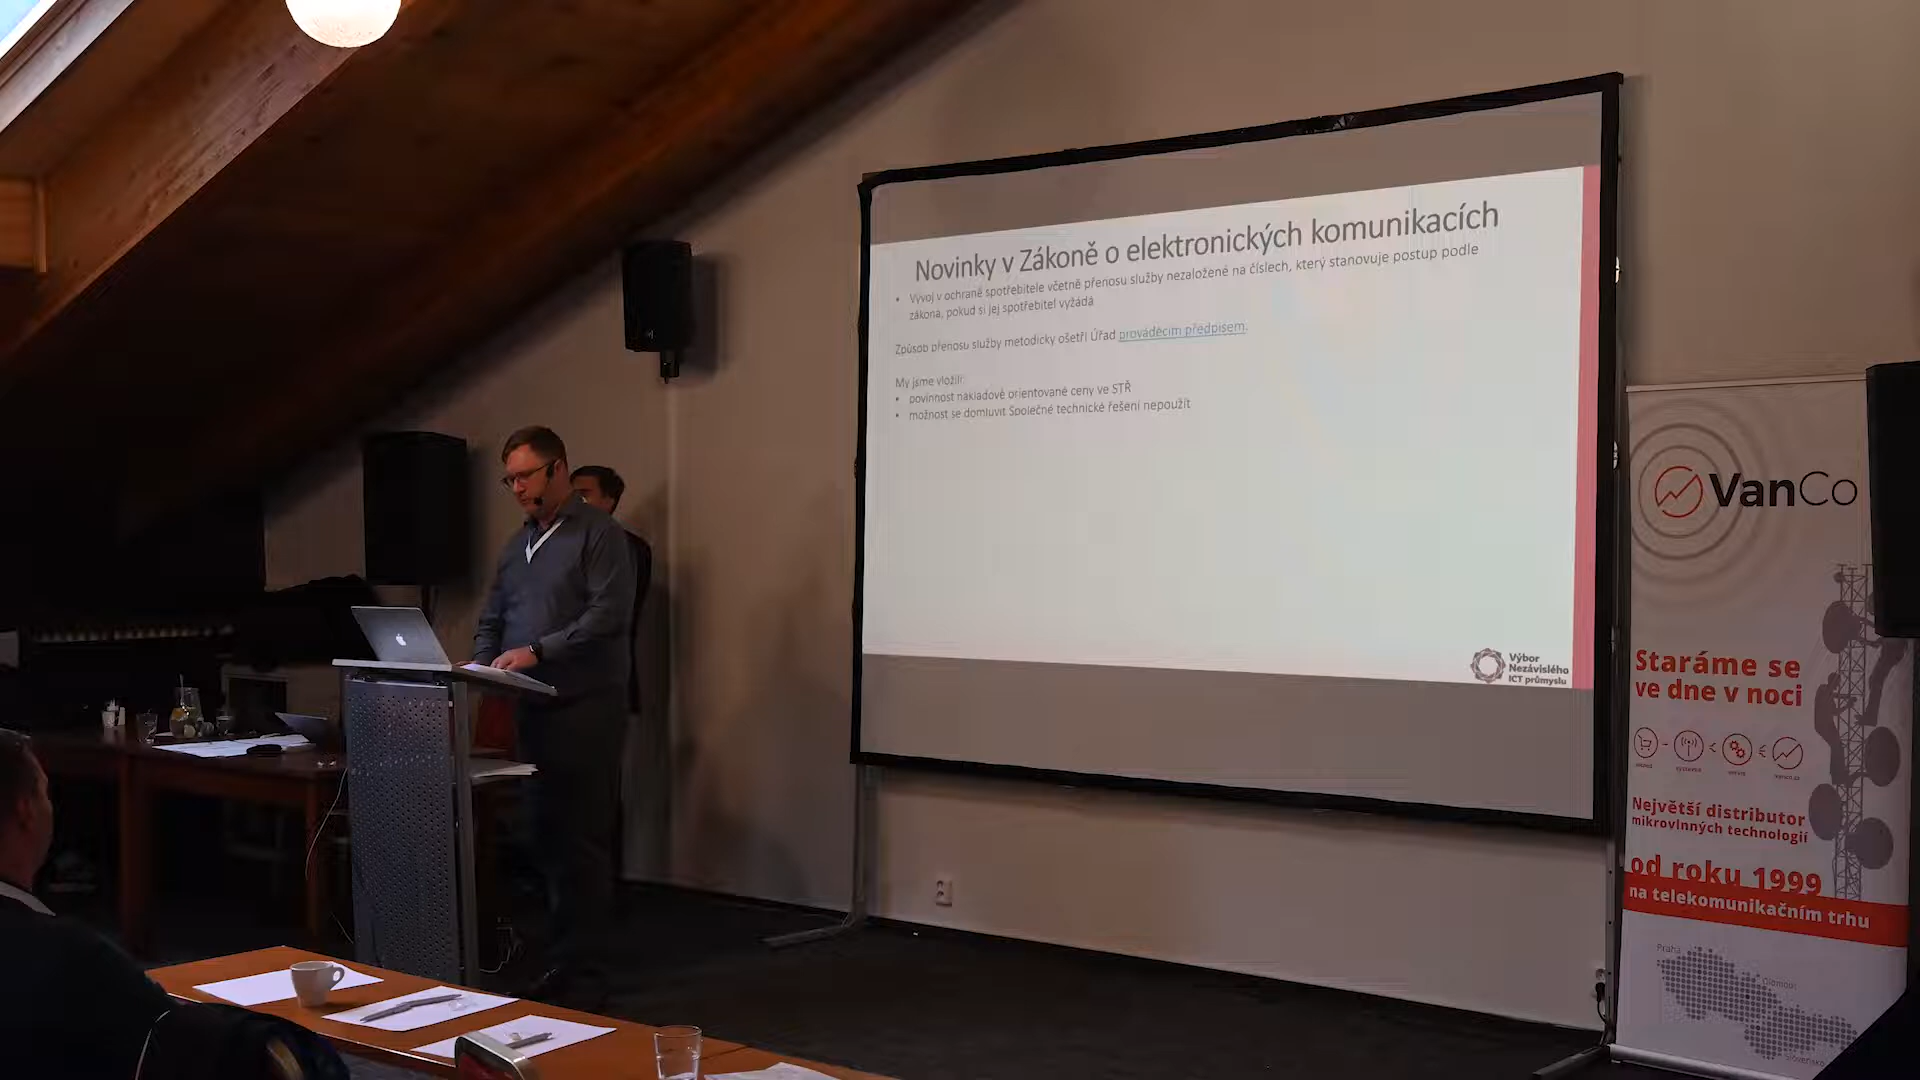 Novinky v Zákoně o elektronických komunikacích
• Vývoj v ochraně spotřebitele včetně přenosu služby nezaložené na číslech, který stanovuje postup podle
zákona, pokud si jej spotřebitel vyžádá
Způsob přenosu služby metodicky ošetří Úřad prováděcím předpisem.
My jsme vložili:
• povinnost nákladově orientované ceny ve STŘ
• možnost se domluvit Společné technické řešení nepoužít
Výbor
Nezávislého
ICT průmyslu
VanCo
Staráme se
ve dne v noci
Největší distributor
mikrovlnných technologií
od roku 1999
na telekomunikačním trhu
Praha
Olomouc
Slovensko